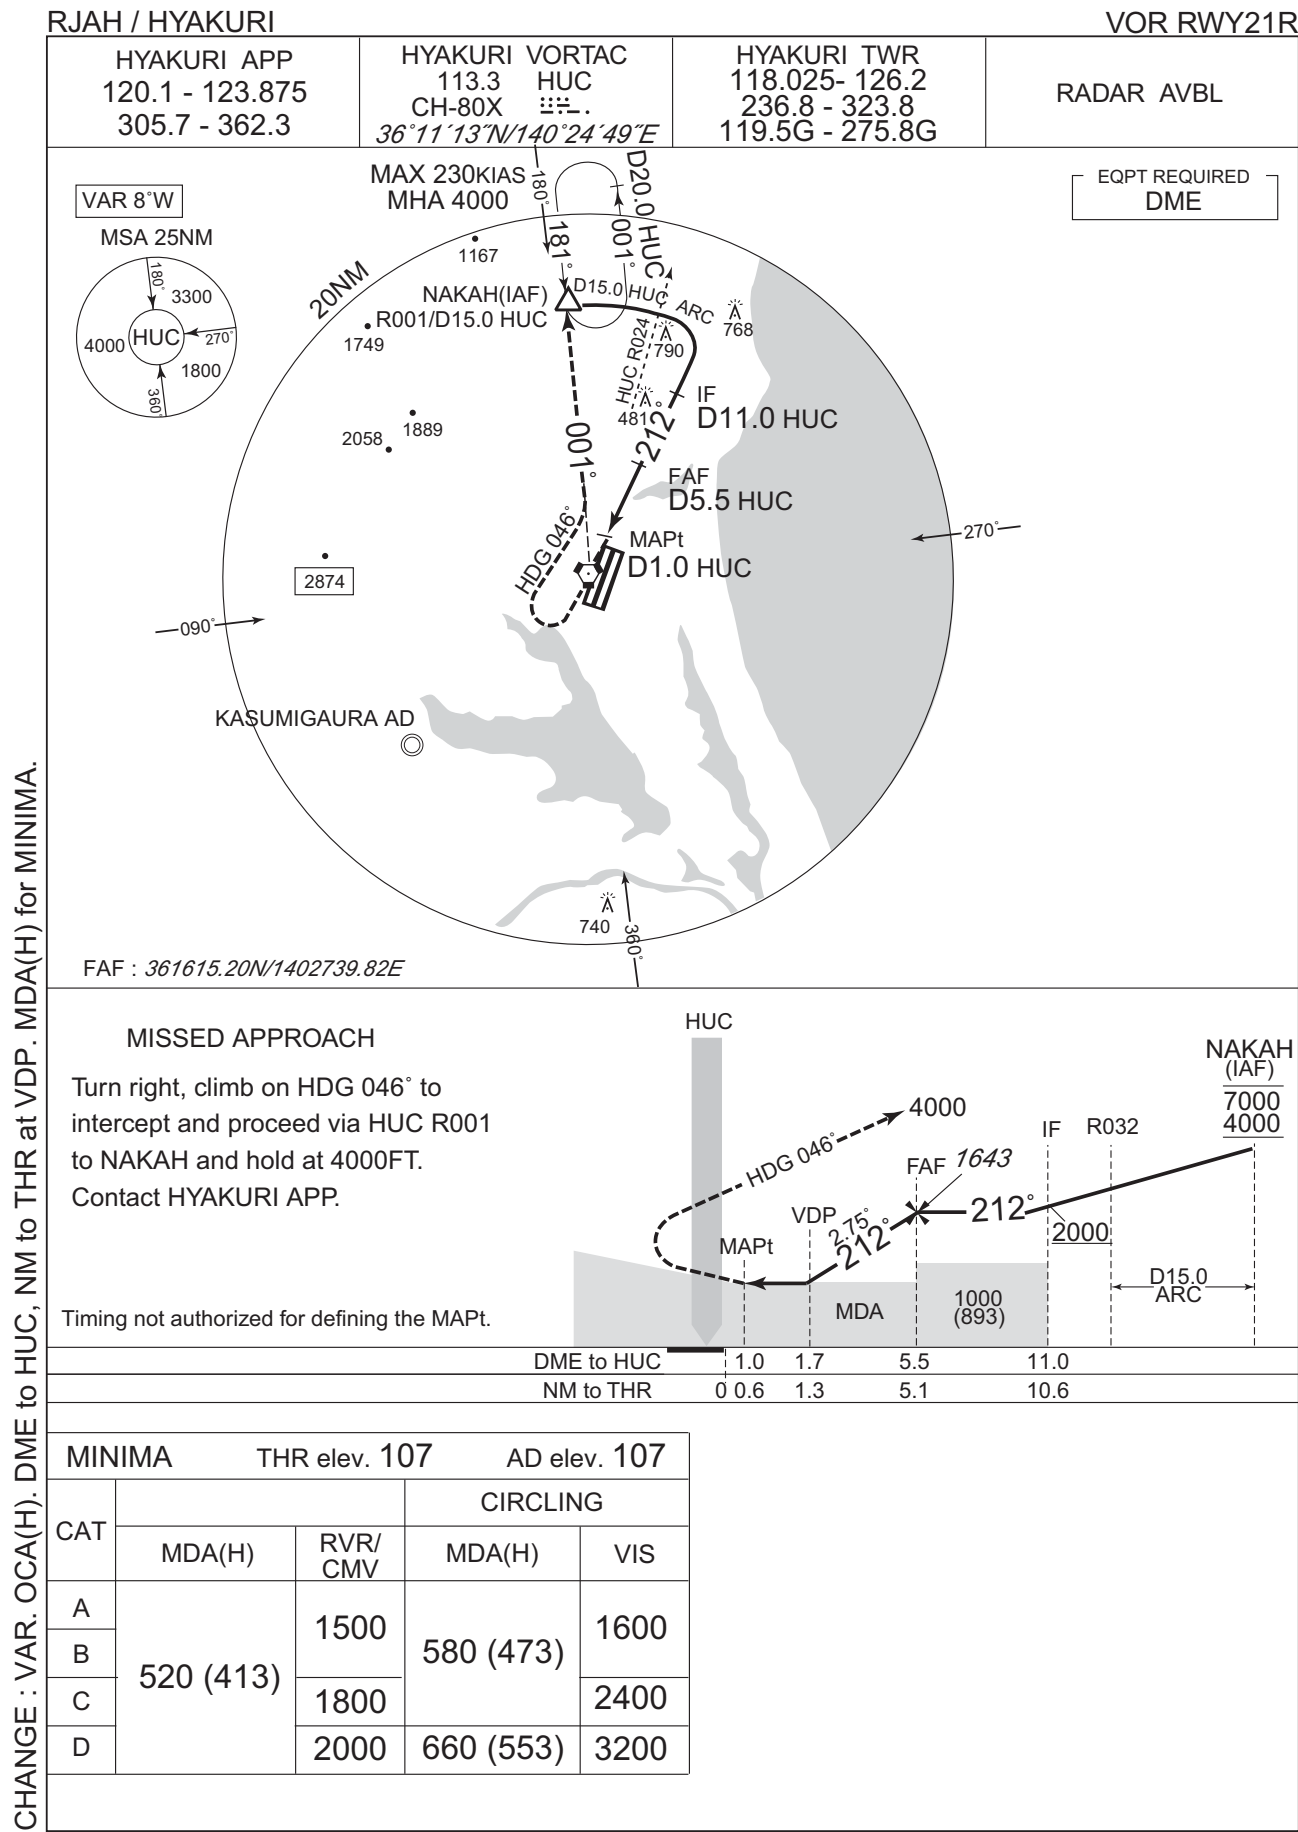 RJAH / HYAKURI
VOR RWY21R
HYAKURI APP
120.1 - 123.875
305.7 - 362.3
HYAKURI VORTAC
113.3 HUC
CH-80X
36°11´13˝N/140˚24´49˝E
HYAKURI TWR
118.025- 126.2
236.8 - 323.8
119.5G - 275.8G
RADAR AVBL
EQPT REQUIRED
DME
VAR 8˚W
MSA 25NM
180˚
3300
HUC
4000
270˚
1800
360˚
MAX 230KIAS
MHA 4000
180˚
181˚
001˚
D20.0 HUC
1167
20NM
NAKAH(IAF)
R001/D15.0 HUC
D15.0 HUC ARC
768
790
HUC R024
1749
481
IF
D11.0 HUC
212˚
1889
2058
001˚
FAF
D5.5 HUC
HDG 046˚
MAPt
D1.0 HUC
270˚
2874
090˚
KASUMIGAURA AD
740
360˚
FAF : 361615.20N/1402739.82E
MISSED APPROACH
Turn right, climb on HDG 046˚ to
intercept and proceed via HUC R001
to NAKAH and hold at 4000FT.
Contact HYAKURI APP.
Timing not authorized for defining the MAPt.
HUC
NAKAH
(IAF)
7000
4000
4000
HDG 046˚
IF
R032
FAF 1643
VDP
2.75˚
212˚
212˚
2000
MAPt
D15.0
ARC
MDA
1000
(893)
DME to HUC 1.0 1.7 5.5 11.0
NM to THR 0 0.6 1.3 5.1 10.6
MINIMA THR elev. 107 AD elev. 107
CAT
CIRCLING
MDA(H)
RVR/
CMV
MDA(H)
VIS
A
B
C
D
520 (413)
1500
1800
2000
580 (473)
660 (553)
1600
2400
3200
CHANGE : VAR. OCA(H). DME to HUC, NM to THR at VDP. MDA(H) for MINIMA.